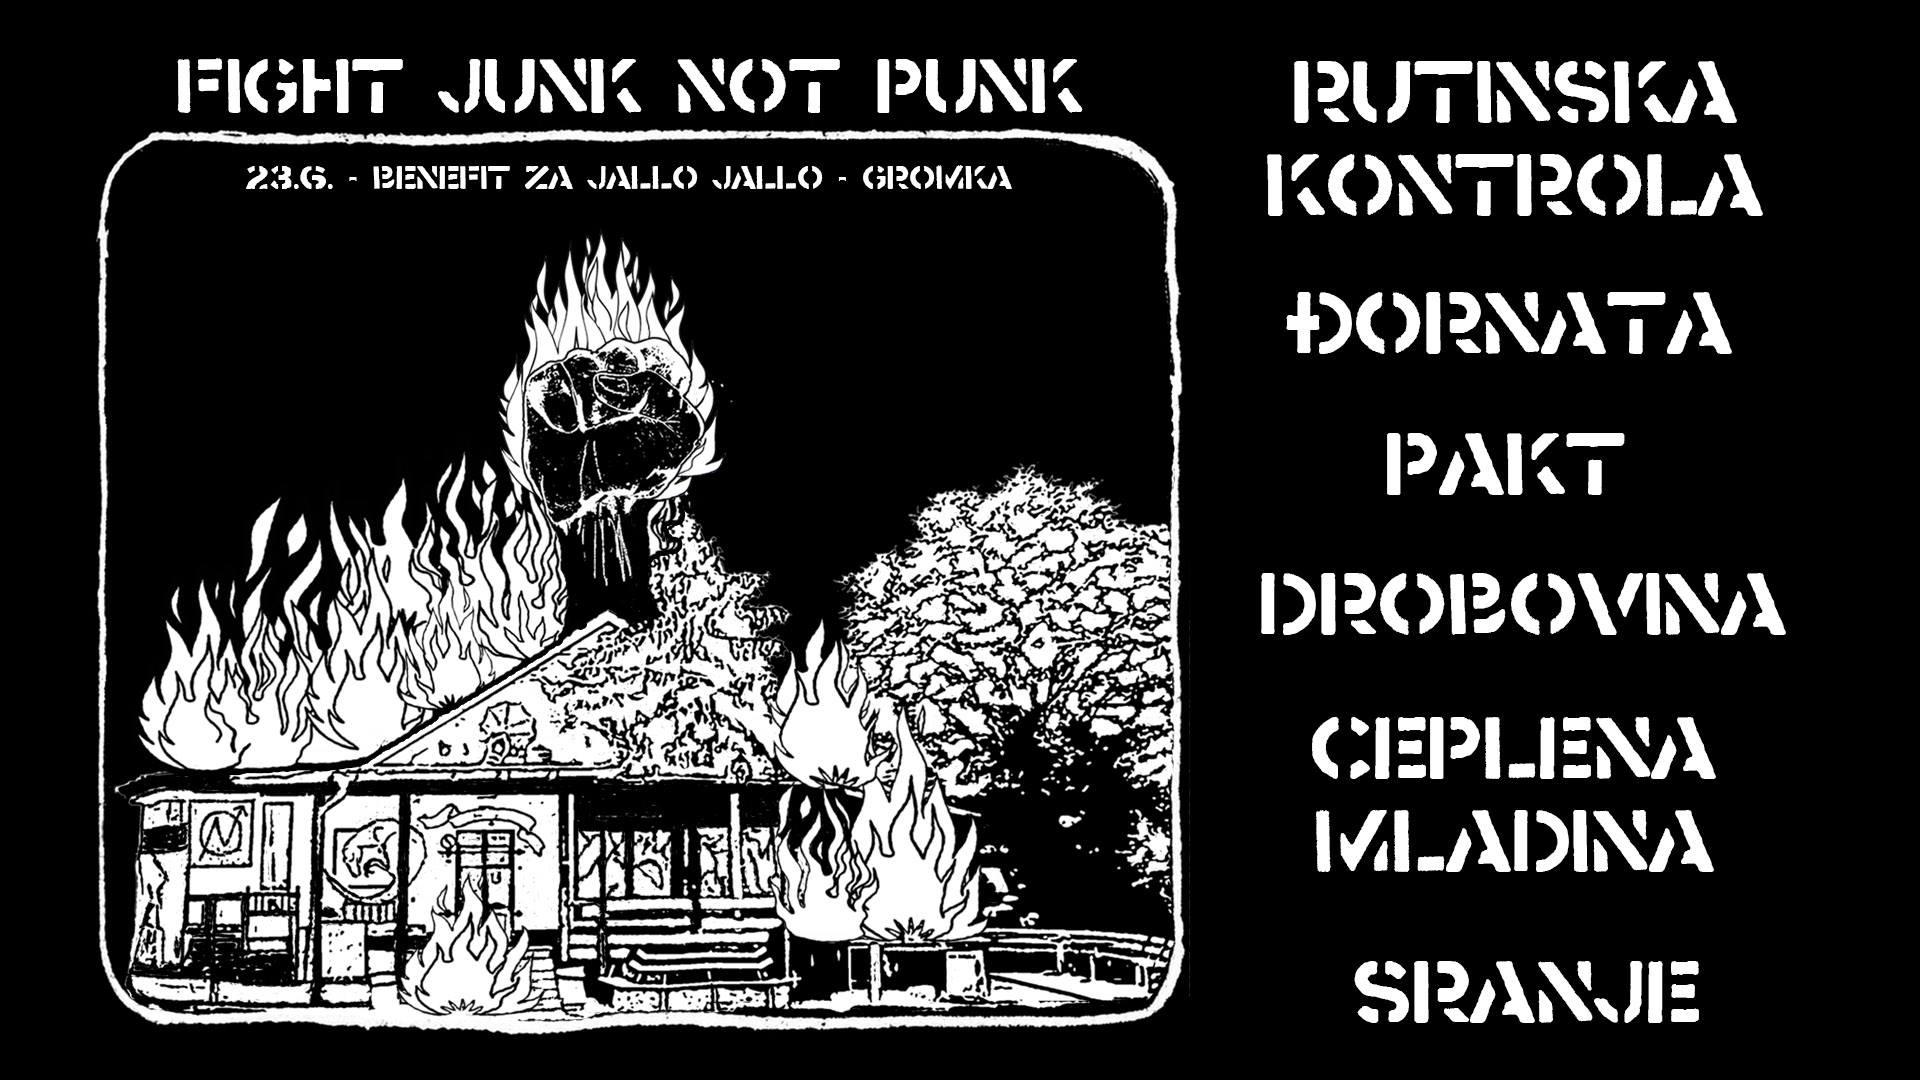 FIGHT JUNK NOT PUNK
23.6. - BENEFIT ZA JALLO JALLO - GROMKA
RUTINSKA
KONTROLA
ĐORNATA
PAKT
DROBOVINA
CEPLENA
MLADINA
SRANJE